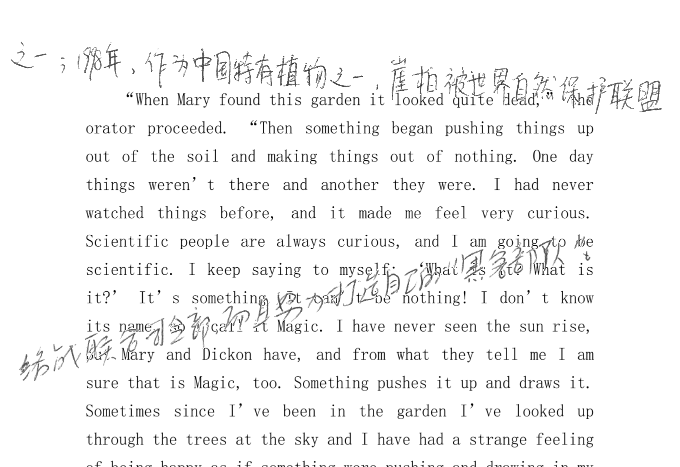 之一；1998年，作为中国特有植物之一，崖柏被世界自然保护联盟
“When Mary found this garden it looked quite dead,” the
orator proceeded. “Then something began pushing things up
out of the soil and making things out of nothing. One day
things weren’t there and another they were. I had never
watched things before, and it made me feel very curious.
Scientific people are always curious, and I am going to be
scientific. I keep saying to myself: ‘What is it? What is
it?’ It’s something. It can’t be nothing! I don’t know
its name so I call it Magic. I have never seen the sun rise,
but Mary and Dickon have, and from what they tell me I am
sure that is Magic, too. Something pushes it up and draws it.
Sometimes since I’ve been in the garden I’ve looked up
through the trees at the sky and I have had a strange feeling
of being happy as if something were pushing and drawing in my
络战联合司令部，而且努力打造自己的“黑客部队